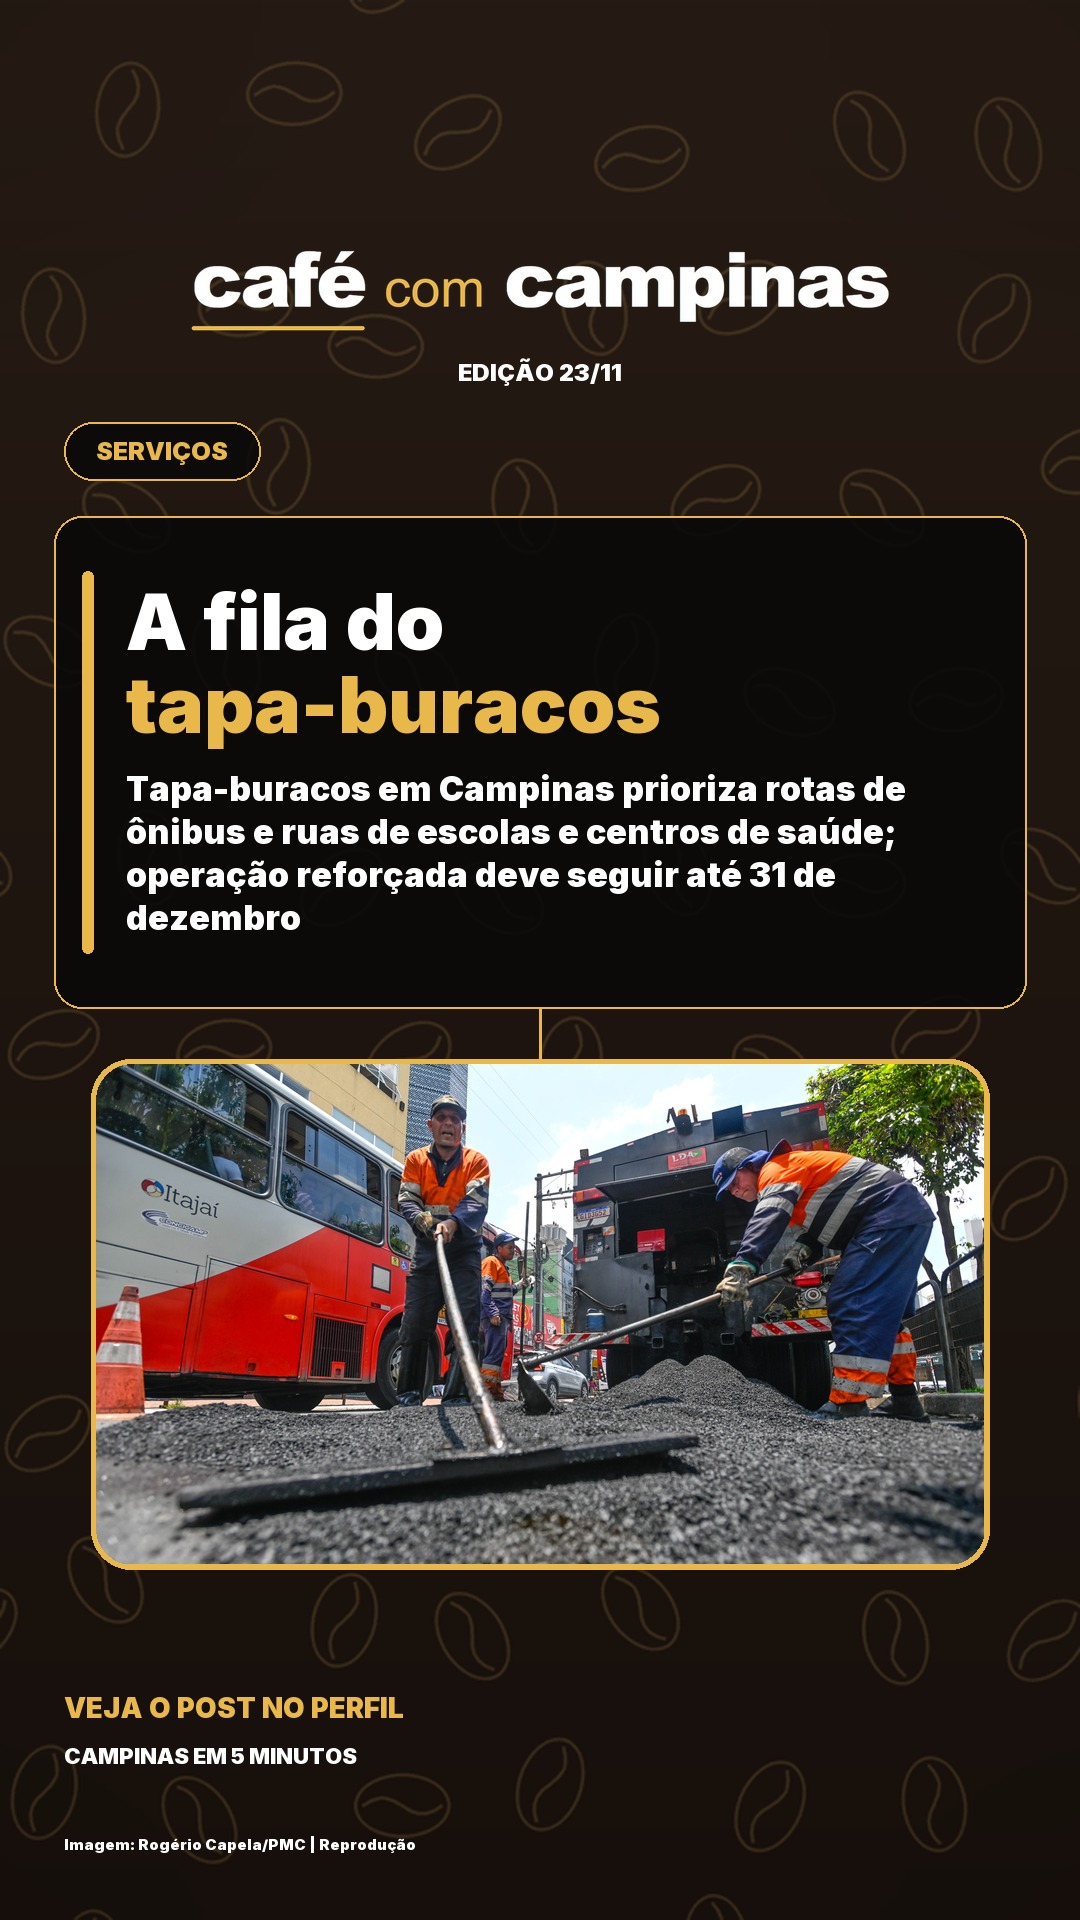 café com campinas
EDIÇÃO 23/11
SERVIÇOS
A fila do
tapa-buracos
Tapa-buracos em Campinas prioriza rotas de
ônibus e ruas de escolas e centros de saúde;
operação reforçada deve seguir até 31 de
dezembro
Itajaí
LDA
VEJA O POST NO PERFIL
CAMPINAS EM 5 MINUTOS
Imagem: Rogério Capela/PMC | Reprodução